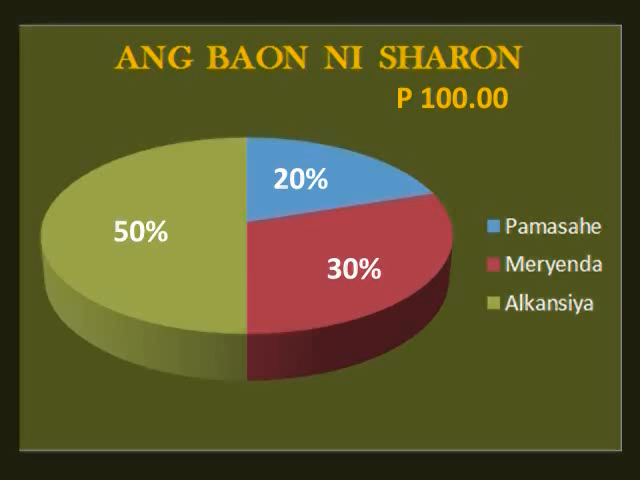 ANG BAON NI SHARON
P 100.00
20%
50%
30%
Pamasahe
Meryenda
Alkansiya